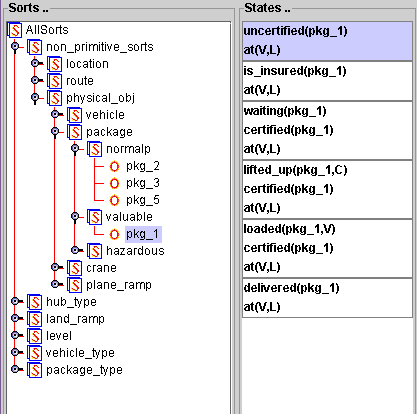 Sorts ..
AllSorts
non_primitive_sorts
location
route
physical_obj
vehicle
package
normalp
pkg_2
pkg_3
pkg_5
valuable
pkg_1
hazardous
crane
plane_ramp
hub_type
land_ramp
level
vehicle_type
package_type
States ..
uncertified(pkg_1)
at(V,L)
is_insured(pkg_1)
at(V,L)
waiting(pkg_1)
certified(pkg_1)
at(V,L)
lifted_up(pkg_1,C)
certified(pkg_1)
at(V,L)
loaded(pkg_1,V)
certified(pkg_1)
at(V,L)
delivered(pkg_1)
at(V,L)